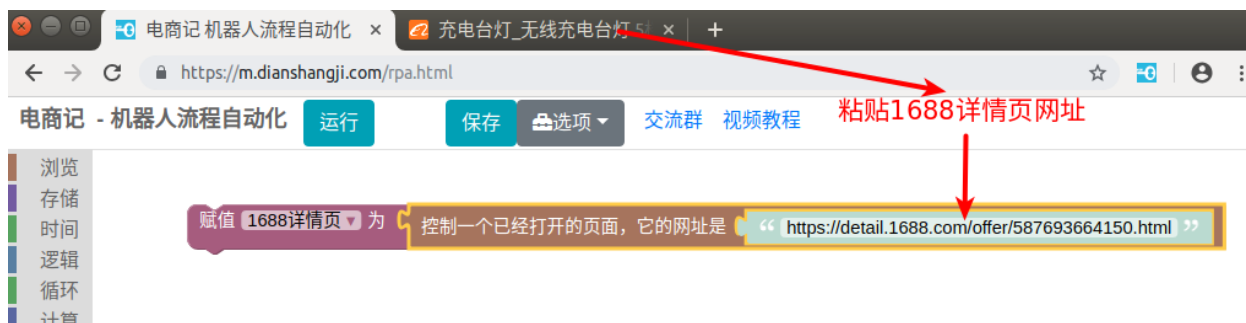 电商记 机器人流程自动化 × 充电台灯_无线充电台灯 × +
https://m.dianshangji.com/rpa.html
电商记 - 机器人流程自动化 运行 保存 选项 交流群 视频教程 粘贴1688详情页网址
浏览
存储
赋值 1688详情页 为 控制一个已经打开的页面，它的网址是 “ https://detail.1688.com/offer/587693664150.html ”
时间
逻辑
循环
计算